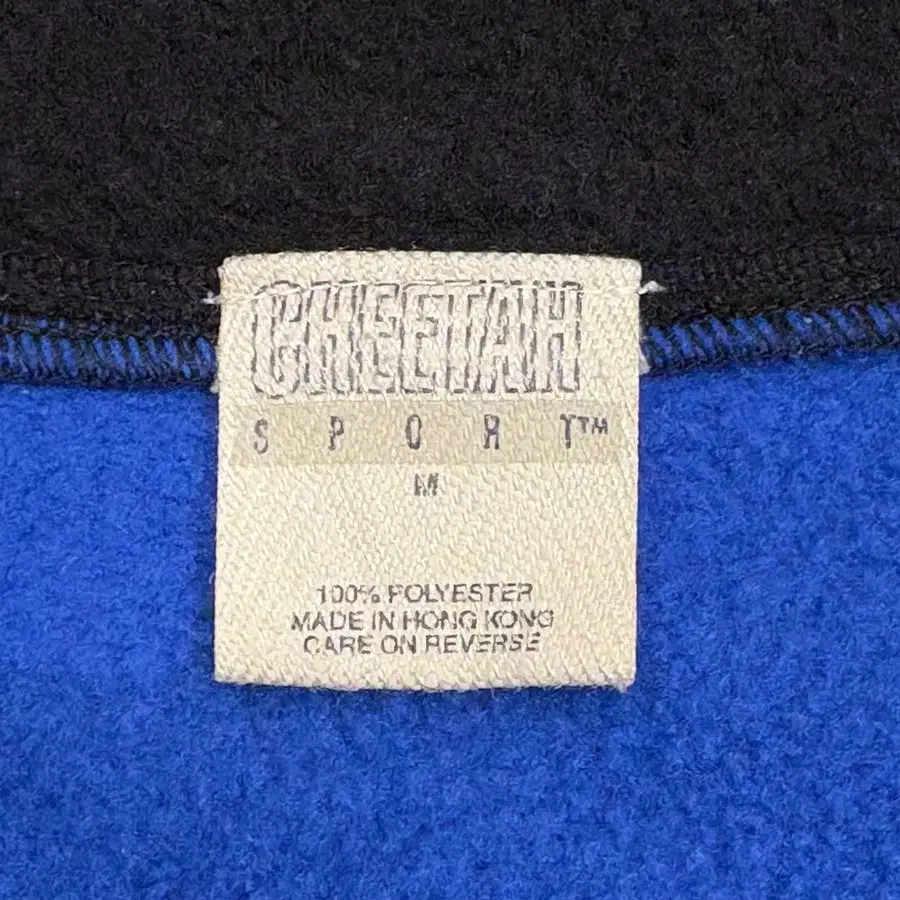 CHEETAH
SPORT™
M
100% POLYESTER
MADE IN HONG KONG
CARE ON REVERSE